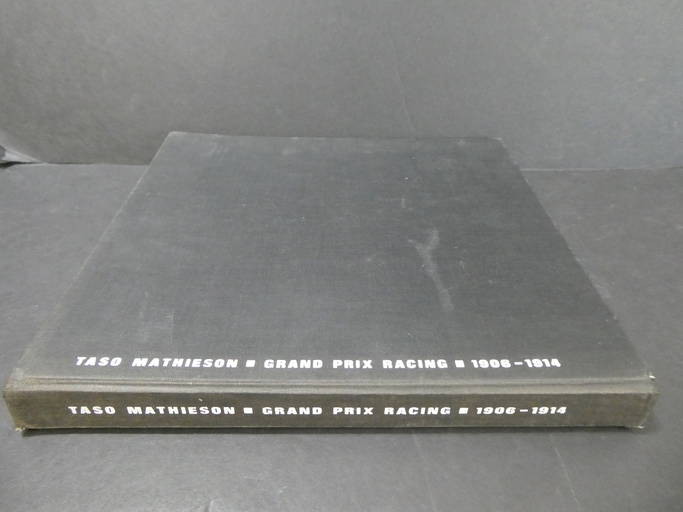 TASO MATHIESON ■ GRAND PRIX RACING ■ 1906-1914
TASO MATHIESON ■ GRAND PRIX RACING ■ 1906-1914